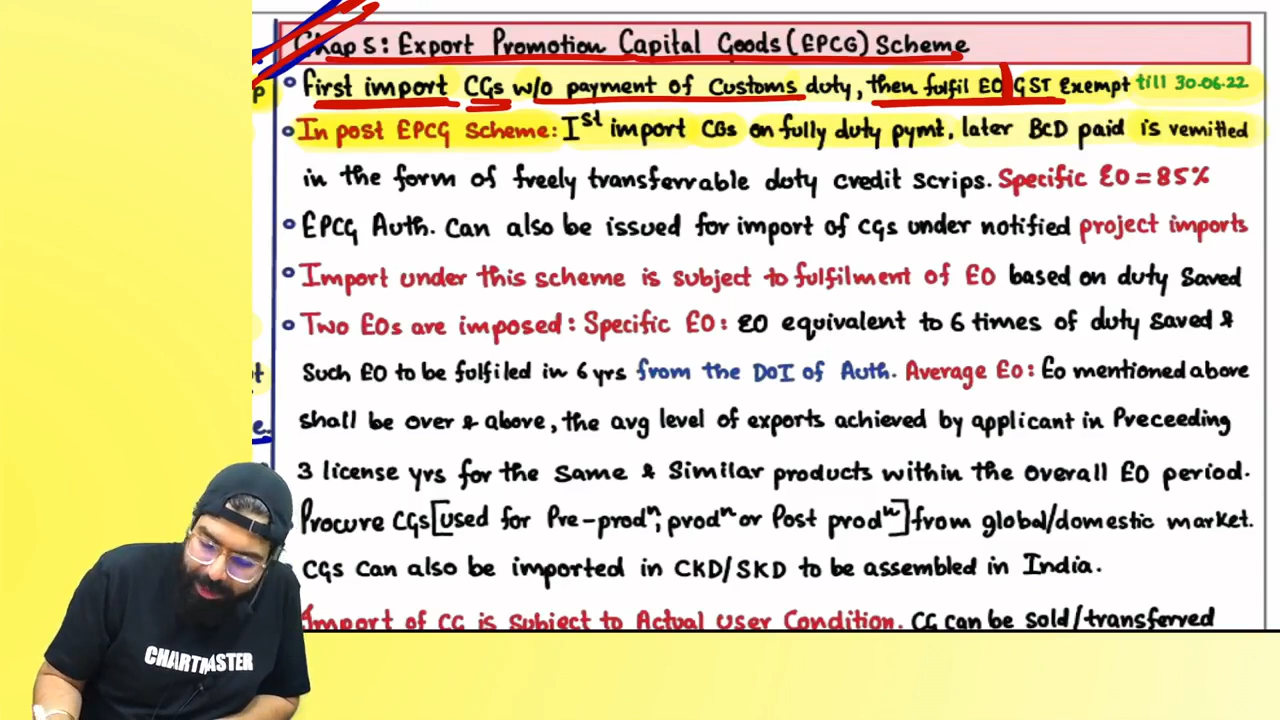 Chap 5: Export Promotion Capital Goods (EPCG) Scheme
First import CGs w/o payment of Customs duty, then fulfil EO GST Exempt till 30-06-22
In post EPCG Scheme: Ist import CGs on fully duty pymt, later BCD paid is remitted
in the form of freely transferrable duty credit scrips. Specific EO = 85%
EPCG Auth. Can also be issued for import of CGs under notified project imports
Import under this scheme is subject to fulfilment of EO based on duty Saved
Two EOs are imposed: Specific EO: EO equivalent to 6 times of duty saved &
Such EO to be fulfiled in 6 yrs from the DoI of Auth. Average EO: Eo mentioned above
shall be over & above, the avg level of exports achieved by applicant in Preceeding
3 license yrs for the same & Similar products within the overall EO period.
Procure CGs [used for Pre-prodⁿ; prodⁿ or Post prodⁿ] from global/domestic market.
CGs Can also be imported in CKD/SKD to be assembled in India.
Import of CG is Subject to Actual User Condition. CG can be sold/transferred
CHARTMASTER